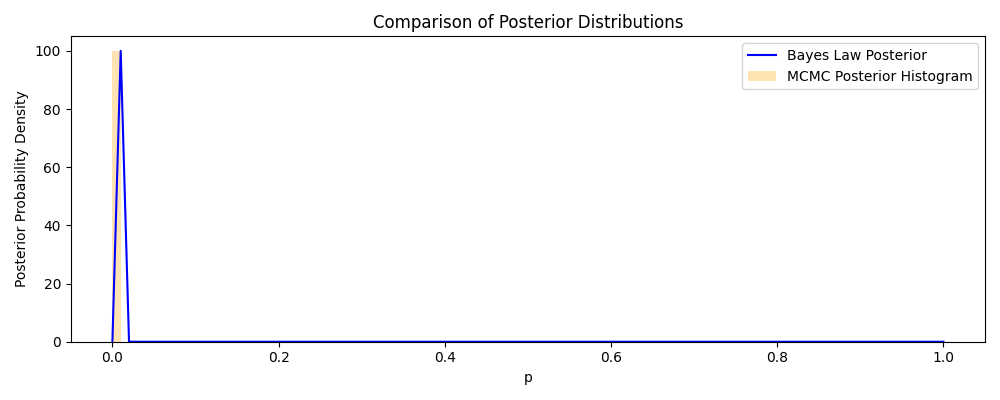 Comparison of Posterior Distributions
Bayes Law Posterior
MCMC Posterior Histogram
Posterior Probability Density
100
80
60
40
20
0
0.0 0.2 0.4 0.6 0.8 1.0
p